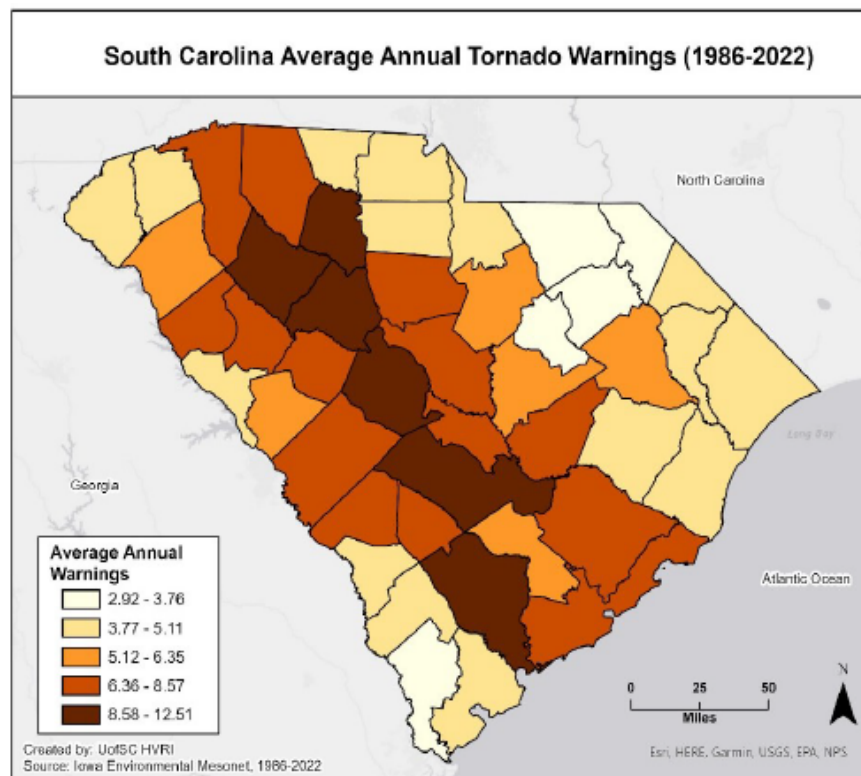 South Carolina Average Annual Tornado Warnings (1986-2022)
North Carolina
Long Bay
Georgia
Atlantic Ocean
Average Annual
Warnings
2.92 - 3.76
3.77 - 5.11
5.12 - 6.35
6.36 - 8.57
8.58 - 12.51
0 25 50
Miles
N
Created by: UofSC HVRI
Source: Iowa Environmental Mesonet, 1986-2022
Esri, HERE, Garmin, USGS, EPA, NPS